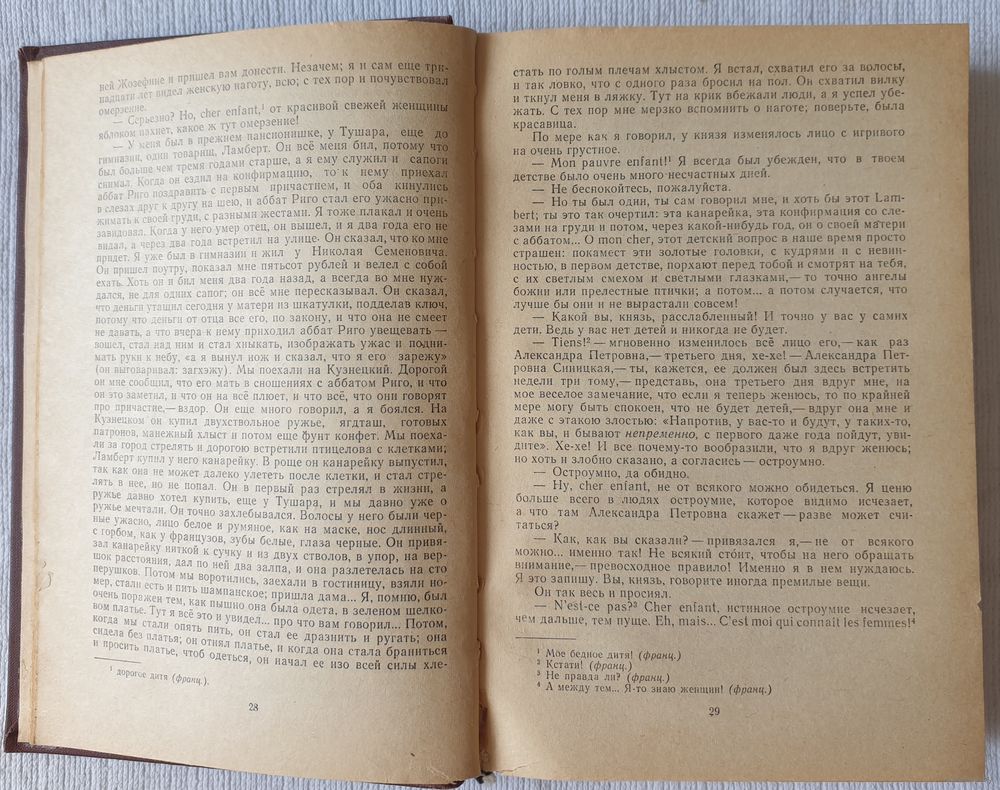 ней Жозефине и пришел вам донести. Незачем; я и сам еще три-
надцати лет видел женскую наготу, всю; с тех пор и почувствовал
омерзение.
— Серьезно? Но, cher enfant,¹ от красивой свежей женщины
яблоком пахнет, какое ж тут омерзение!
— У меня был в прежнем пансионишке, у Тушара, еще до
гимназии, один товарищ, Ламберт. Он всё меня бил, потому что
был больше чем тремя годами старше, а я ему служил и сапоги
снимал. Когда он ездил на конфирмацию, то к нему приехал
аббат Риго поздравить с первым причастием, и оба кинулись
в слезах друг к другу на шею, и аббат Риго стал его ужасно при-
жимать к своей груди, с разными жестами. Я тоже плакал и очень
завидовал. Когда у него умер отец, он вышел, и я два года его не
видал, а через два года встретил на улице. Он сказал, что ко мне
придет. Я уже был в гимназии и жил у Николая Семеновича.
Он пришел поутру, показал мне пятьсот рублей и велел с собой
ехать. Хоть он и бил меня два года назад, а всегда во мне нуж-
дался, не для одних сапог; он всё мне пересказывал. Он сказал,
что деньги утащил сегодня у матери из шкатулки, подделав ключ,
потому что деньги от отца все его, по закону, и что она не смеет
не давать, а что вчера к нему приходил аббат Риго увещевать —
вошел, стал над ним и стал хныкать, изображать ужас и подни-
мать руки к небу, «а я вынул нож и сказал, что я его зарежу»
(он выговаривал: загхэжу). Мы поехали на Кузнецкий. Дорогой
он мне сообщил, что его мать в сношениях с аббатом Риго, и что
он это заметил, и что он на всё плюет, и что всё, что они говорят
про причастие, — вздор. Он еще много говорил, а я боялся. На
Кузнецком он купил двухствольное ружье, ягдташ, готовых
патронов, манежный хлыст и потом еще фунт конфет. Мы поеха-
ли за город стрелять и дорогою встретили птицелова с клетками;
Ламберт купил у него канарейку. В роще он канарейку выпустил,
так как она не может далеко улететь после клетки, и стал стре-
лять в нее, но не попал. Он в первый раз стрелял в жизни, а
ружье давно хотел купить, еще у Тушара, и мы давно уже о
ружье мечтали. Он точно захлебывался. Волосы у него были чер-
ные ужасно, лицо белое и румяное, как на маске, нос длинный,
с горбом, как у французов, зубы белые, глаза черные. Он привя-
зал канарейку ниткой к сучку и из двух стволов, в упор, на вер-
шок расстояния, дал по ней два залпа, и она разлетелась на сто
перушков. Потом мы воротились, заехали в гостиницу, взяли но-
мер, стали есть и пить шампанское; пришла дама... Я, помню, был
очень поражен тем, как пышно она была одета, в зеленом шелко-
вом платье. Тут я всё это и увидел... про что вам говорил... Потом,
когда мы стали опять пить, он стал ее дразнить и ругать; она
сидела без платья; он отнял платье, и когда она стала браниться
и просить платье, чтоб одеться, он начал ее изо всей силы хле-
¹ дорогое дитя (франц.).
28
стать по голым плечам хлыстом. Я встал, схватил его за волосы,
и так ловко, что с одного раза бросил на пол. Он схватил вилку
и ткнул меня в ляжку. Тут на крик вбежали люди, а я успел убе-
жать. С тех пор мне мерзко вспомнить о наготе; поверьте, была
красавица.
По мере как я говорил, у князя изменялось лицо с игривого
на очень грустное.
— Mon pauvre enfant!¹ Я всегда был убежден, что в твоем
детстве было очень много несчастных дней.
— Не беспокойтесь, пожалуйста.
— Но ты был один, ты сам говорил мне, и хоть бы этот Lam-
bert; ты это так очертил: эта канарейка, эта конфирмация со сле-
зами на груди и потом, через какой-нибудь год, он о своей матери
с аббатом... O mon cher, этот детский вопрос в наше время просто
страшен: покамест эти золотые головки, с кудрями и с невин-
ностью, в первом детстве, порхают перед тобой и смотрят на тебя,
с их светлым смехом и светлыми глазками, — то точно ангелы
божии или прелестные птички; а потом... а потом случается, что
лучше бы они и не вырастали совсем!
— Какой вы, князь, расслабленный! И точно у вас у самих
дети. Ведь у вас нет детей и никогда не будет.
— Tiens!² — мгновенно изменилось всё лицо его, — как раз
Александра Петровна, — третьего дня, хе-хе! — Александра Пет-
ровна Синицкая, — ты, кажется, ее должен был здесь встретить
недели три тому, — представь, она третьего дня вдруг мне, на
мое веселое замечание, что если я теперь женюсь, то по крайней
мере могу быть спокоен, что не будет детей, — вдруг она мне и
даже с этакою злостью: «Напротив, у вас-то и будут, у таких-то,
как вы, и бывают непременно, с первого даже года пойдут, уви-
дите». Хе-хе! И все почему-то вообразили, что я вдруг женюсь;
но хоть и злобно сказано, а согласись — остроумно.
— Остроумно, да обидно.
— Ну, cher enfant, не от всякого можно обидеться. Я ценю
больше всего в людях остроумие, которое видимо исчезает,
а что там Александра Петровна скажет — разве может счи-
таться?
— Как, как вы сказали? — привязался я, — не от всякого
можно... именно так! Не всякий стóит, чтобы на него обращать
внимание, — превосходное правило! Именно я в нем нуждаюсь.
Я это запишу. Вы, князь, говорите иногда премилые вещи.
Он так весь и просиял.
— N'est-ce pas?³ Cher enfant, истинное остроумие исчезает,
чем дальше, тем пуще. Eh, mais... C'est moi qui connaît les femmes!⁴
¹ Мое бедное дитя! (франц.)
² Кстати! (франц.)
³ Не правда ли? (франц.)
⁴ А между тем... Я-то знаю женщин! (франц.)
29